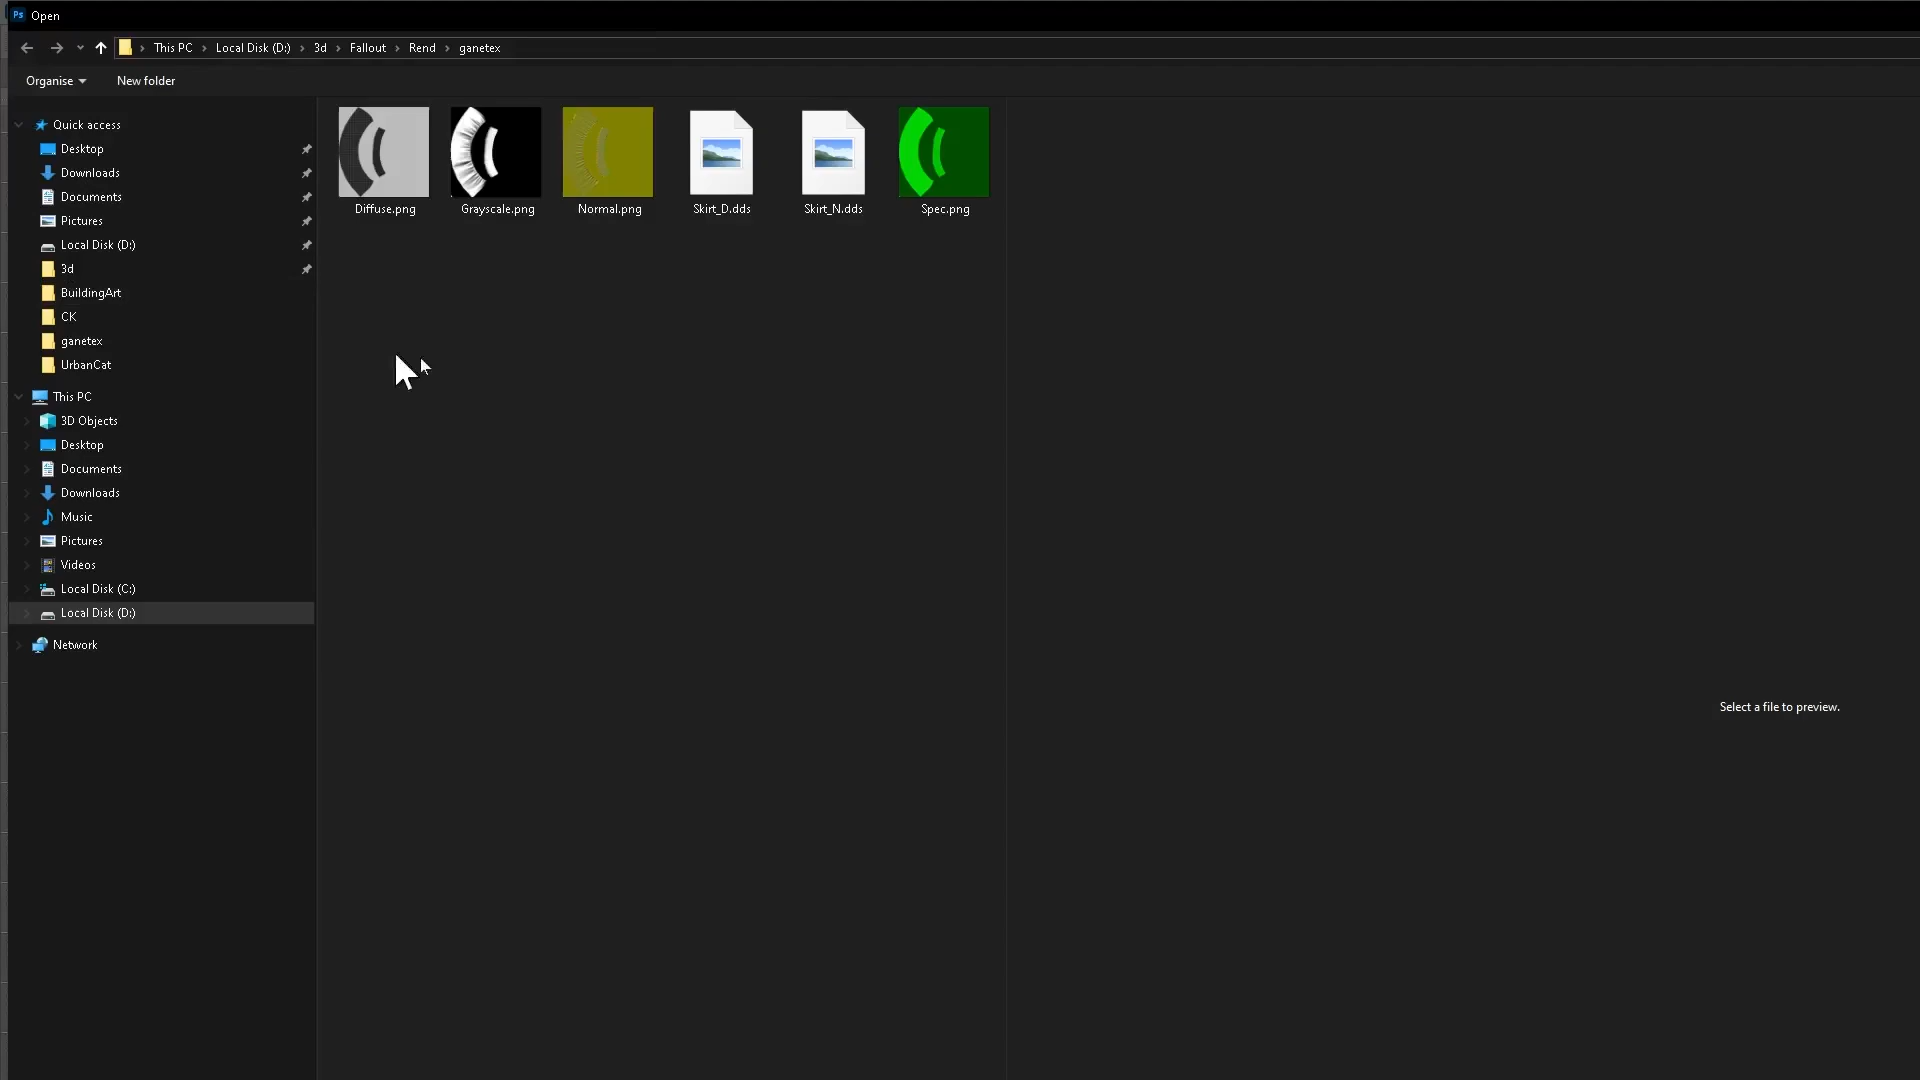 Ps Open
This PC Local Disk (D:) 3d Fallout Rend ganetex
Organise New folder
Quick access
Desktop
Downloads
Documents
Pictures
Local Disk (D:)
3d
BuildingArt
CK
ganetex
UrbanCat
This PC
3D Objects
Desktop
Documents
Downloads
Music
Pictures
Videos
Local Disk (C:)
Local Disk (D:)
Network
Diffuse.png Grayscale.png Normal.png Skirt_D.dds Skirt_N.dds Spec.png
Select a file to preview.